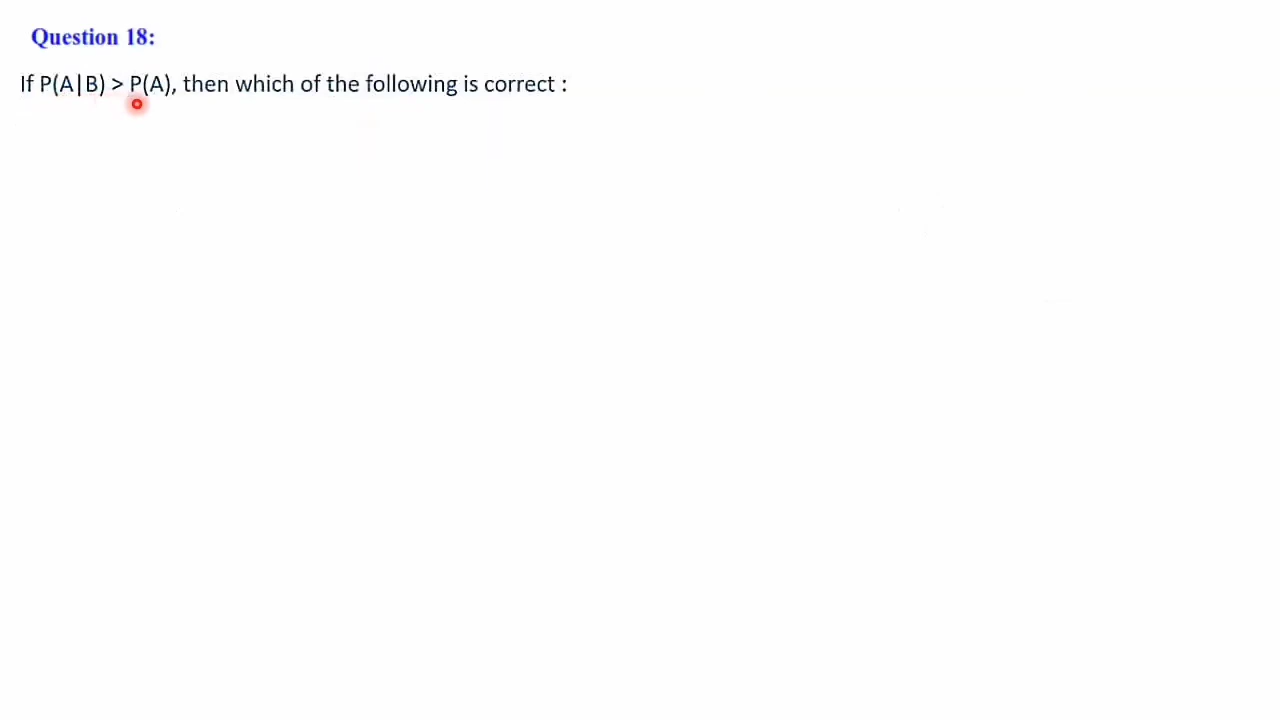 Question 18:
If P(A|B) > P(A), then which of the following is correct :